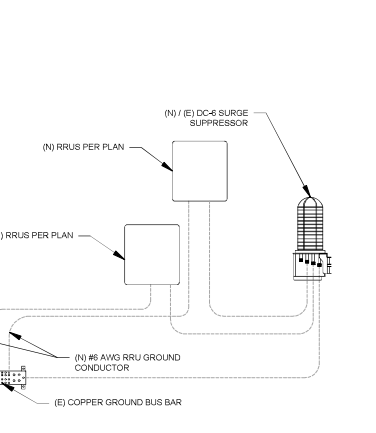 (N) / (E) DC-6 SURGE
SUPPRESSOR
(N) RRUS PER PLAN
) RRUS PER PLAN
(N) #6 AWG RRU GROUND
CONDUCTOR
(E) COPPER GROUND BUS BAR